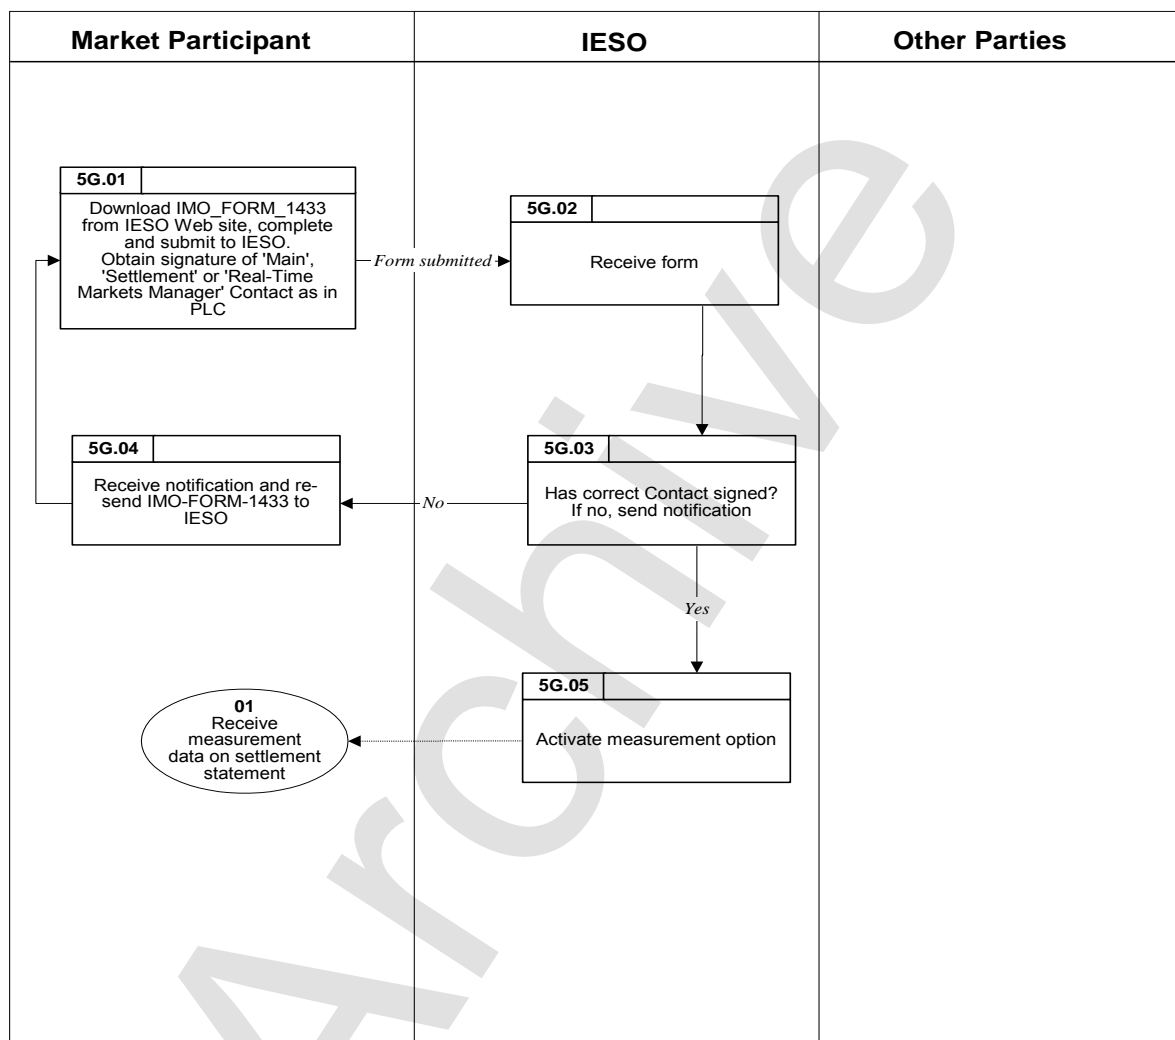 Market Participant
IESO
Other Parties
5G.01
Download IMO_FORM_1433
from IESO Web site, complete
and submit to IESO.
Obtain signature of 'Main',
'Settlement' or 'Real-Time
Markets Manager' Contact as in
PLC
Form submitted
5G.02
Receive form
5G.03
Has correct Contact signed?
If no, send notification
No
5G.04
Receive notification and re-
send IMO-FORM-1433 to
IESO
Yes
5G.05
Activate measurement option
01
Receive
measurement
data on settlement
statement
Archive